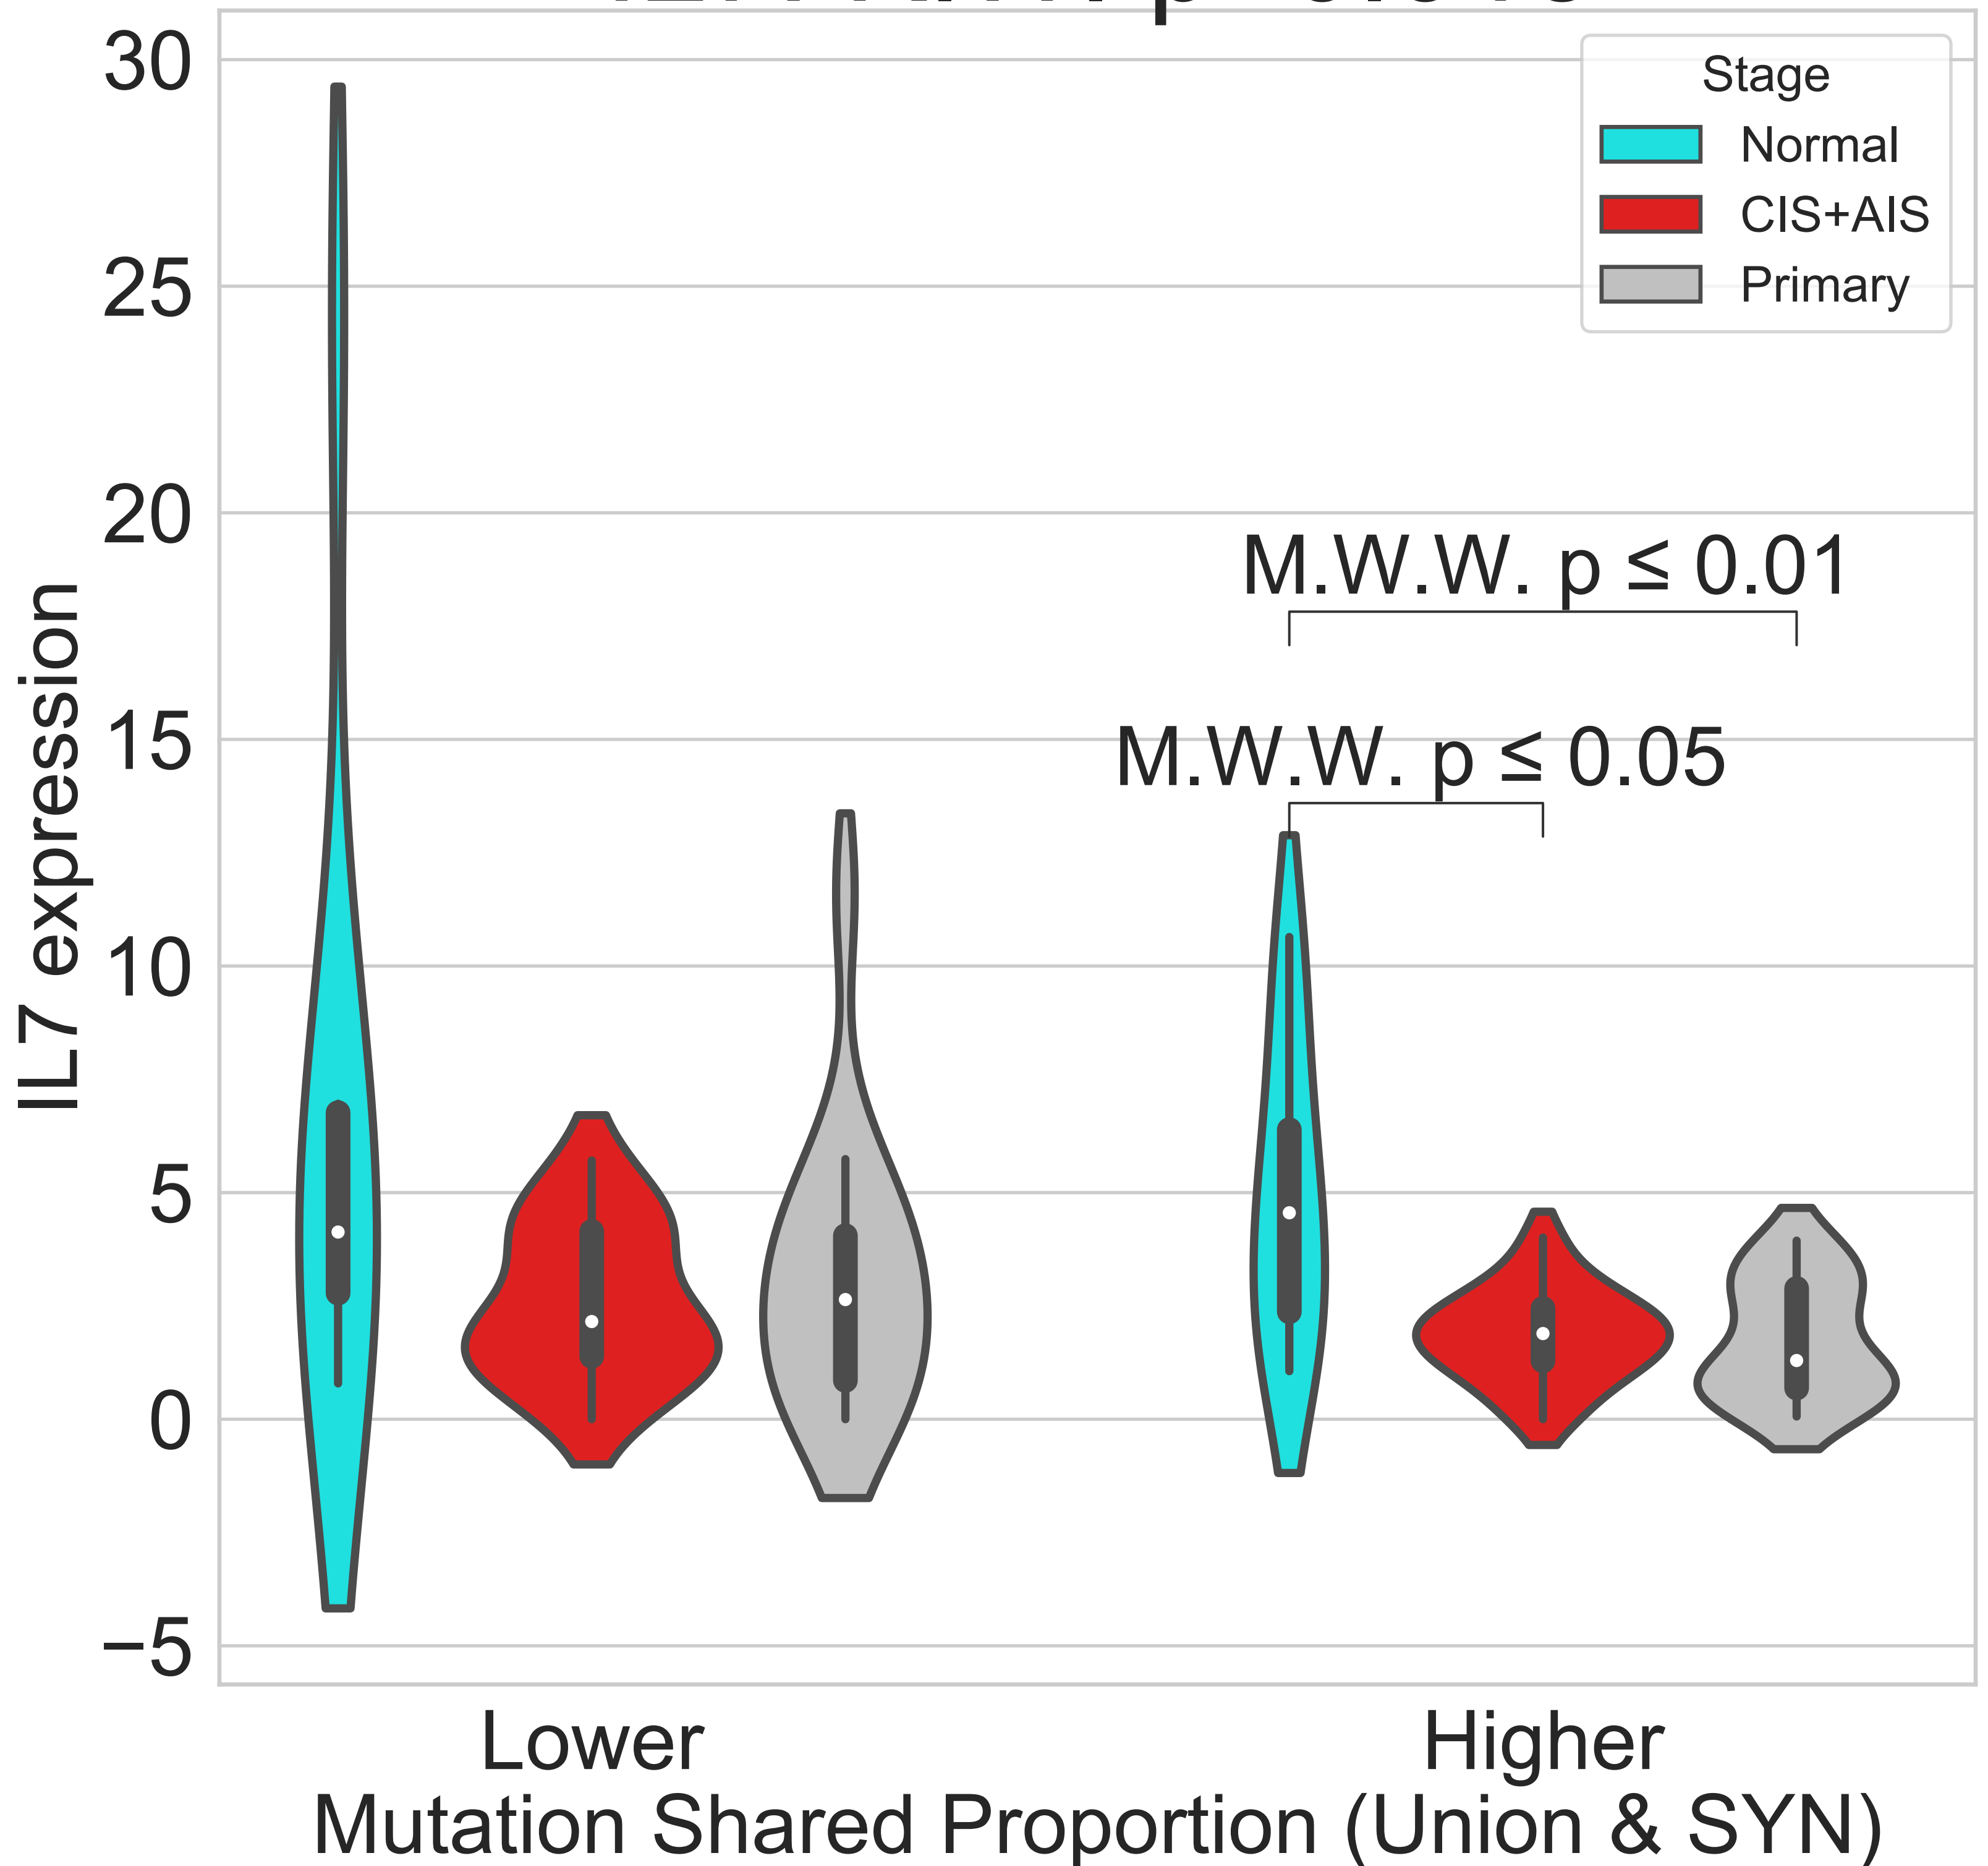 30
25
20
15
10
5
0
−5
IL7 expression
Stage
Normal
CIS+AIS
Primary
M.W.W. p ≤ 0.01
M.W.W. p ≤ 0.05
Lower
Higher
Mutation Shared Proportion (Union & SYN)